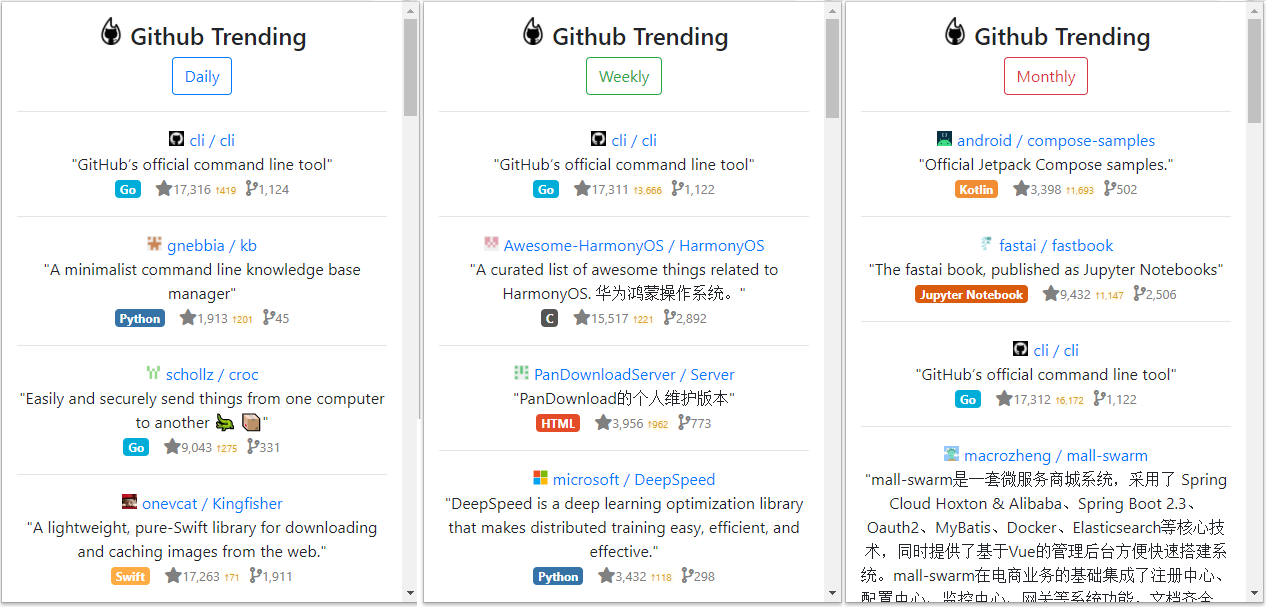 Github Trending
Daily
cli / cli
"GitHub's official command line tool"
Go 17,316 ↑419 1,124
gnebbia / kb
"A minimalist command line knowledge base
manager"
Python 1,913 ↑201 45
schollz / croc
"Easily and securely send things from one computer
to another 🐊 📦"
Go 9,043 ↑275 331
onevcat / Kingfisher
"A lightweight, pure-Swift library for downloading
and caching images from the web."
Swift 17,263 ↑71 1,911
Github Trending
Weekly
cli / cli
"GitHub's official command line tool"
Go 17,311 ↑3,666 1,122
Awesome-HarmonyOS / HarmonyOS
"A curated list of awesome things related to
HarmonyOS. 华为鸿蒙操作系统。"
C 15,517 ↑221 2,892
PanDownloadServer / Server
"PanDownload的个人维护版本"
HTML 3,956 ↑962 773
microsoft / DeepSpeed
"DeepSpeed is a deep learning optimization library
that makes distributed training easy, efficient, and
effective."
Python 3,432 ↑118 298
Github Trending
Monthly
android / compose-samples
"Official Jetpack Compose samples."
Kotlin 3,398 ↑1,693 502
fastai / fastbook
"The fastai book, published as Jupyter Notebooks"
Jupyter Notebook 9,432 ↑1,147 2,506
cli / cli
"GitHub's official command line tool"
Go 17,312 ↑6,172 1,122
macrozheng / mall-swarm
"mall-swarm是一套微服务商城系统，采用了 Spring
Cloud Hoxton & Alibaba、Spring Boot 2.3、
Oauth2、MyBatis、Docker、Elasticsearch等核心技
术，同时提供了基于Vue的管理后台方便快速搭建系
统。mall-swarm在电商业务的基础集成了注册中心、
配置中心、监控中心、网关等系统功能。文档齐全